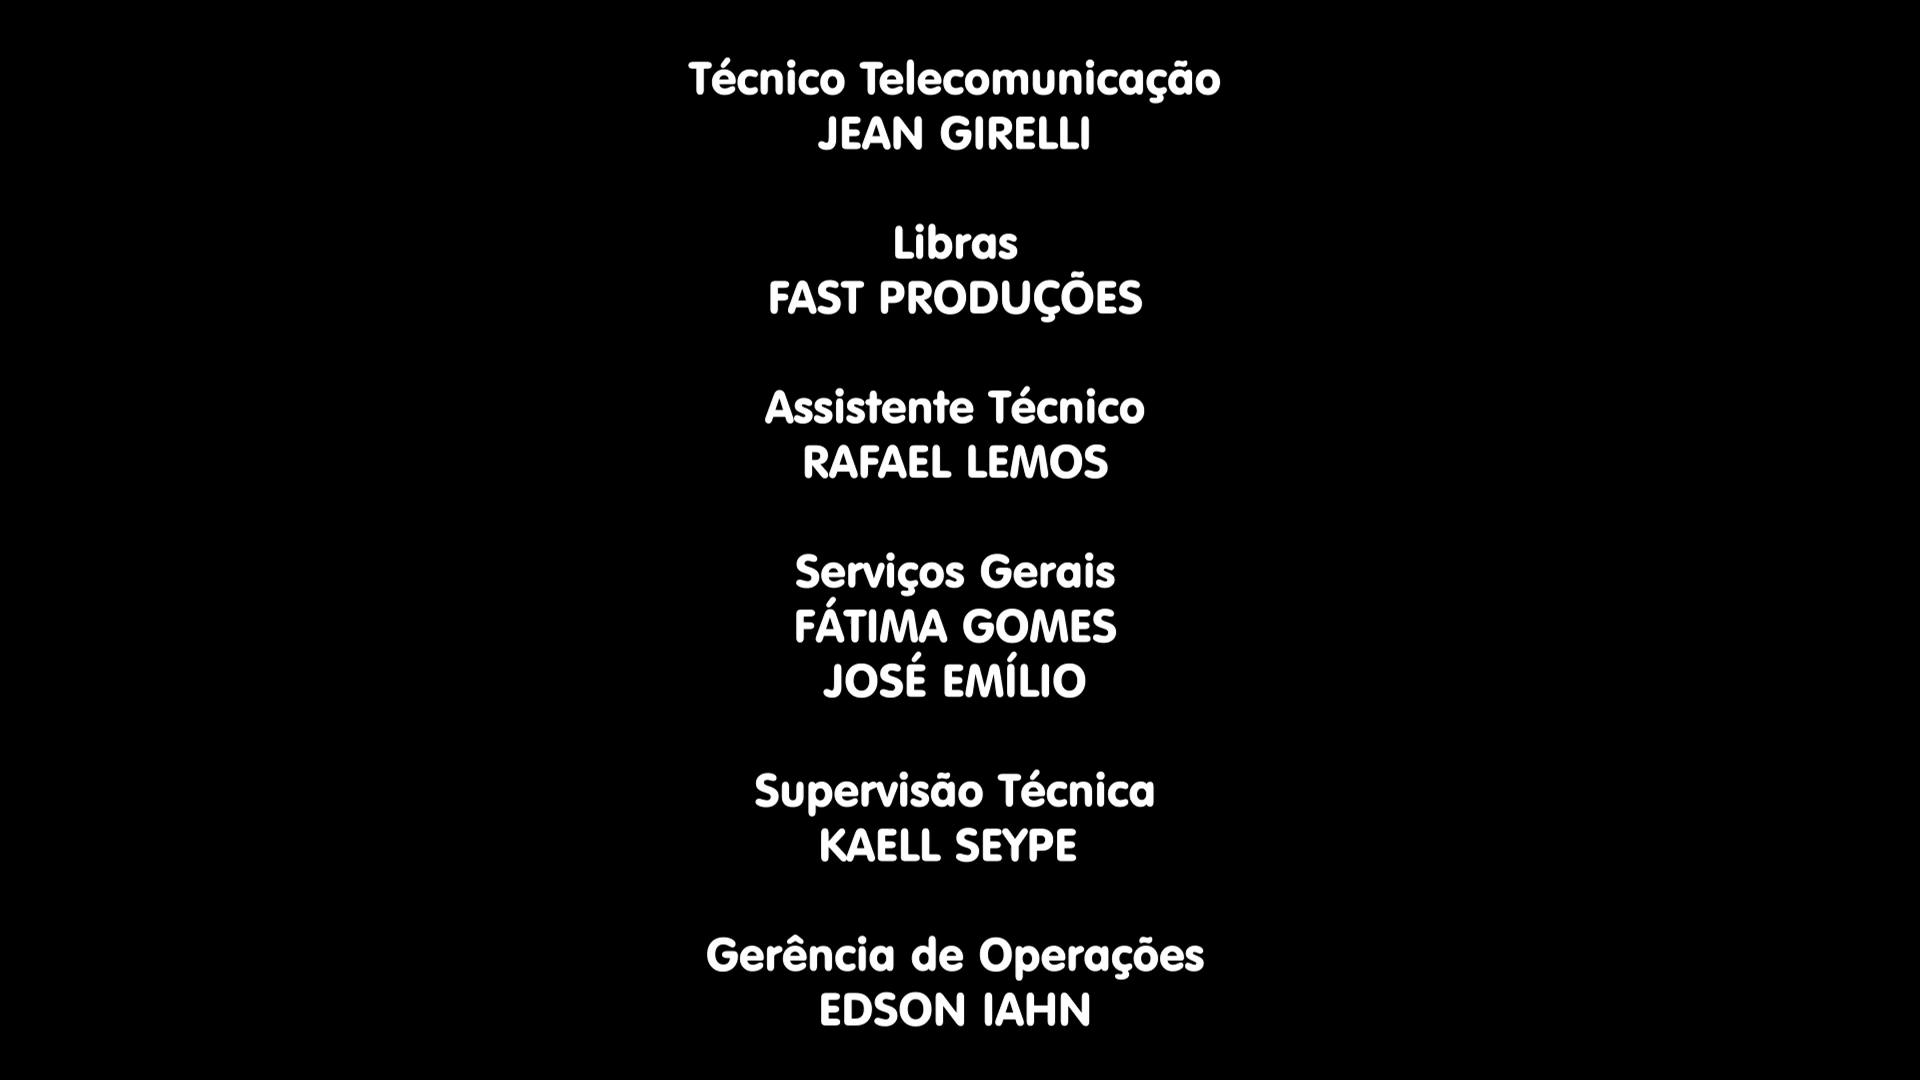 Técnico Telecomunicação
JEAN GIRELLI
Libras
FAST PRODUÇÕES
Assistente Técnico
RAFAEL LEMOS
Serviços Gerais
FÁTIMA GOMES
JOSÉ EMÍLIO
Supervisão Técnica
KAELL SEYPE
Gerência de Operações
EDSON IAHN